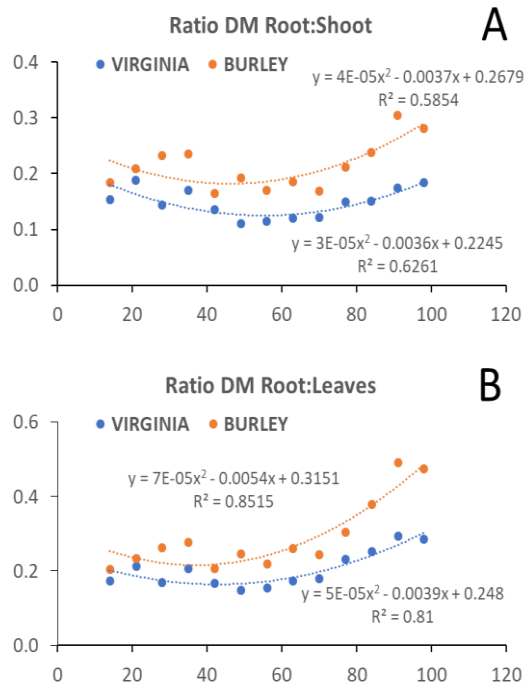 Ratio DM Root:Shoot
A
VIRGINIA BURLEY
y = 4E-05x² - 0.0037x + 0.2679
R² = 0.5854
y = 3E-05x² - 0.0036x + 0.2245
R² = 0.6261
0.4
0.3
0.2
0.1
0.0
0 20 40 60 80 100 120
Ratio DM Root:Leaves
B
VIRGINIA BURLEY
y = 7E-05x² - 0.0054x + 0.3151
R² = 0.8515
y = 5E-05x² - 0.0039x + 0.248
R² = 0.81
0.6
0.4
0.2
0.0
0 20 40 60 80 100 120